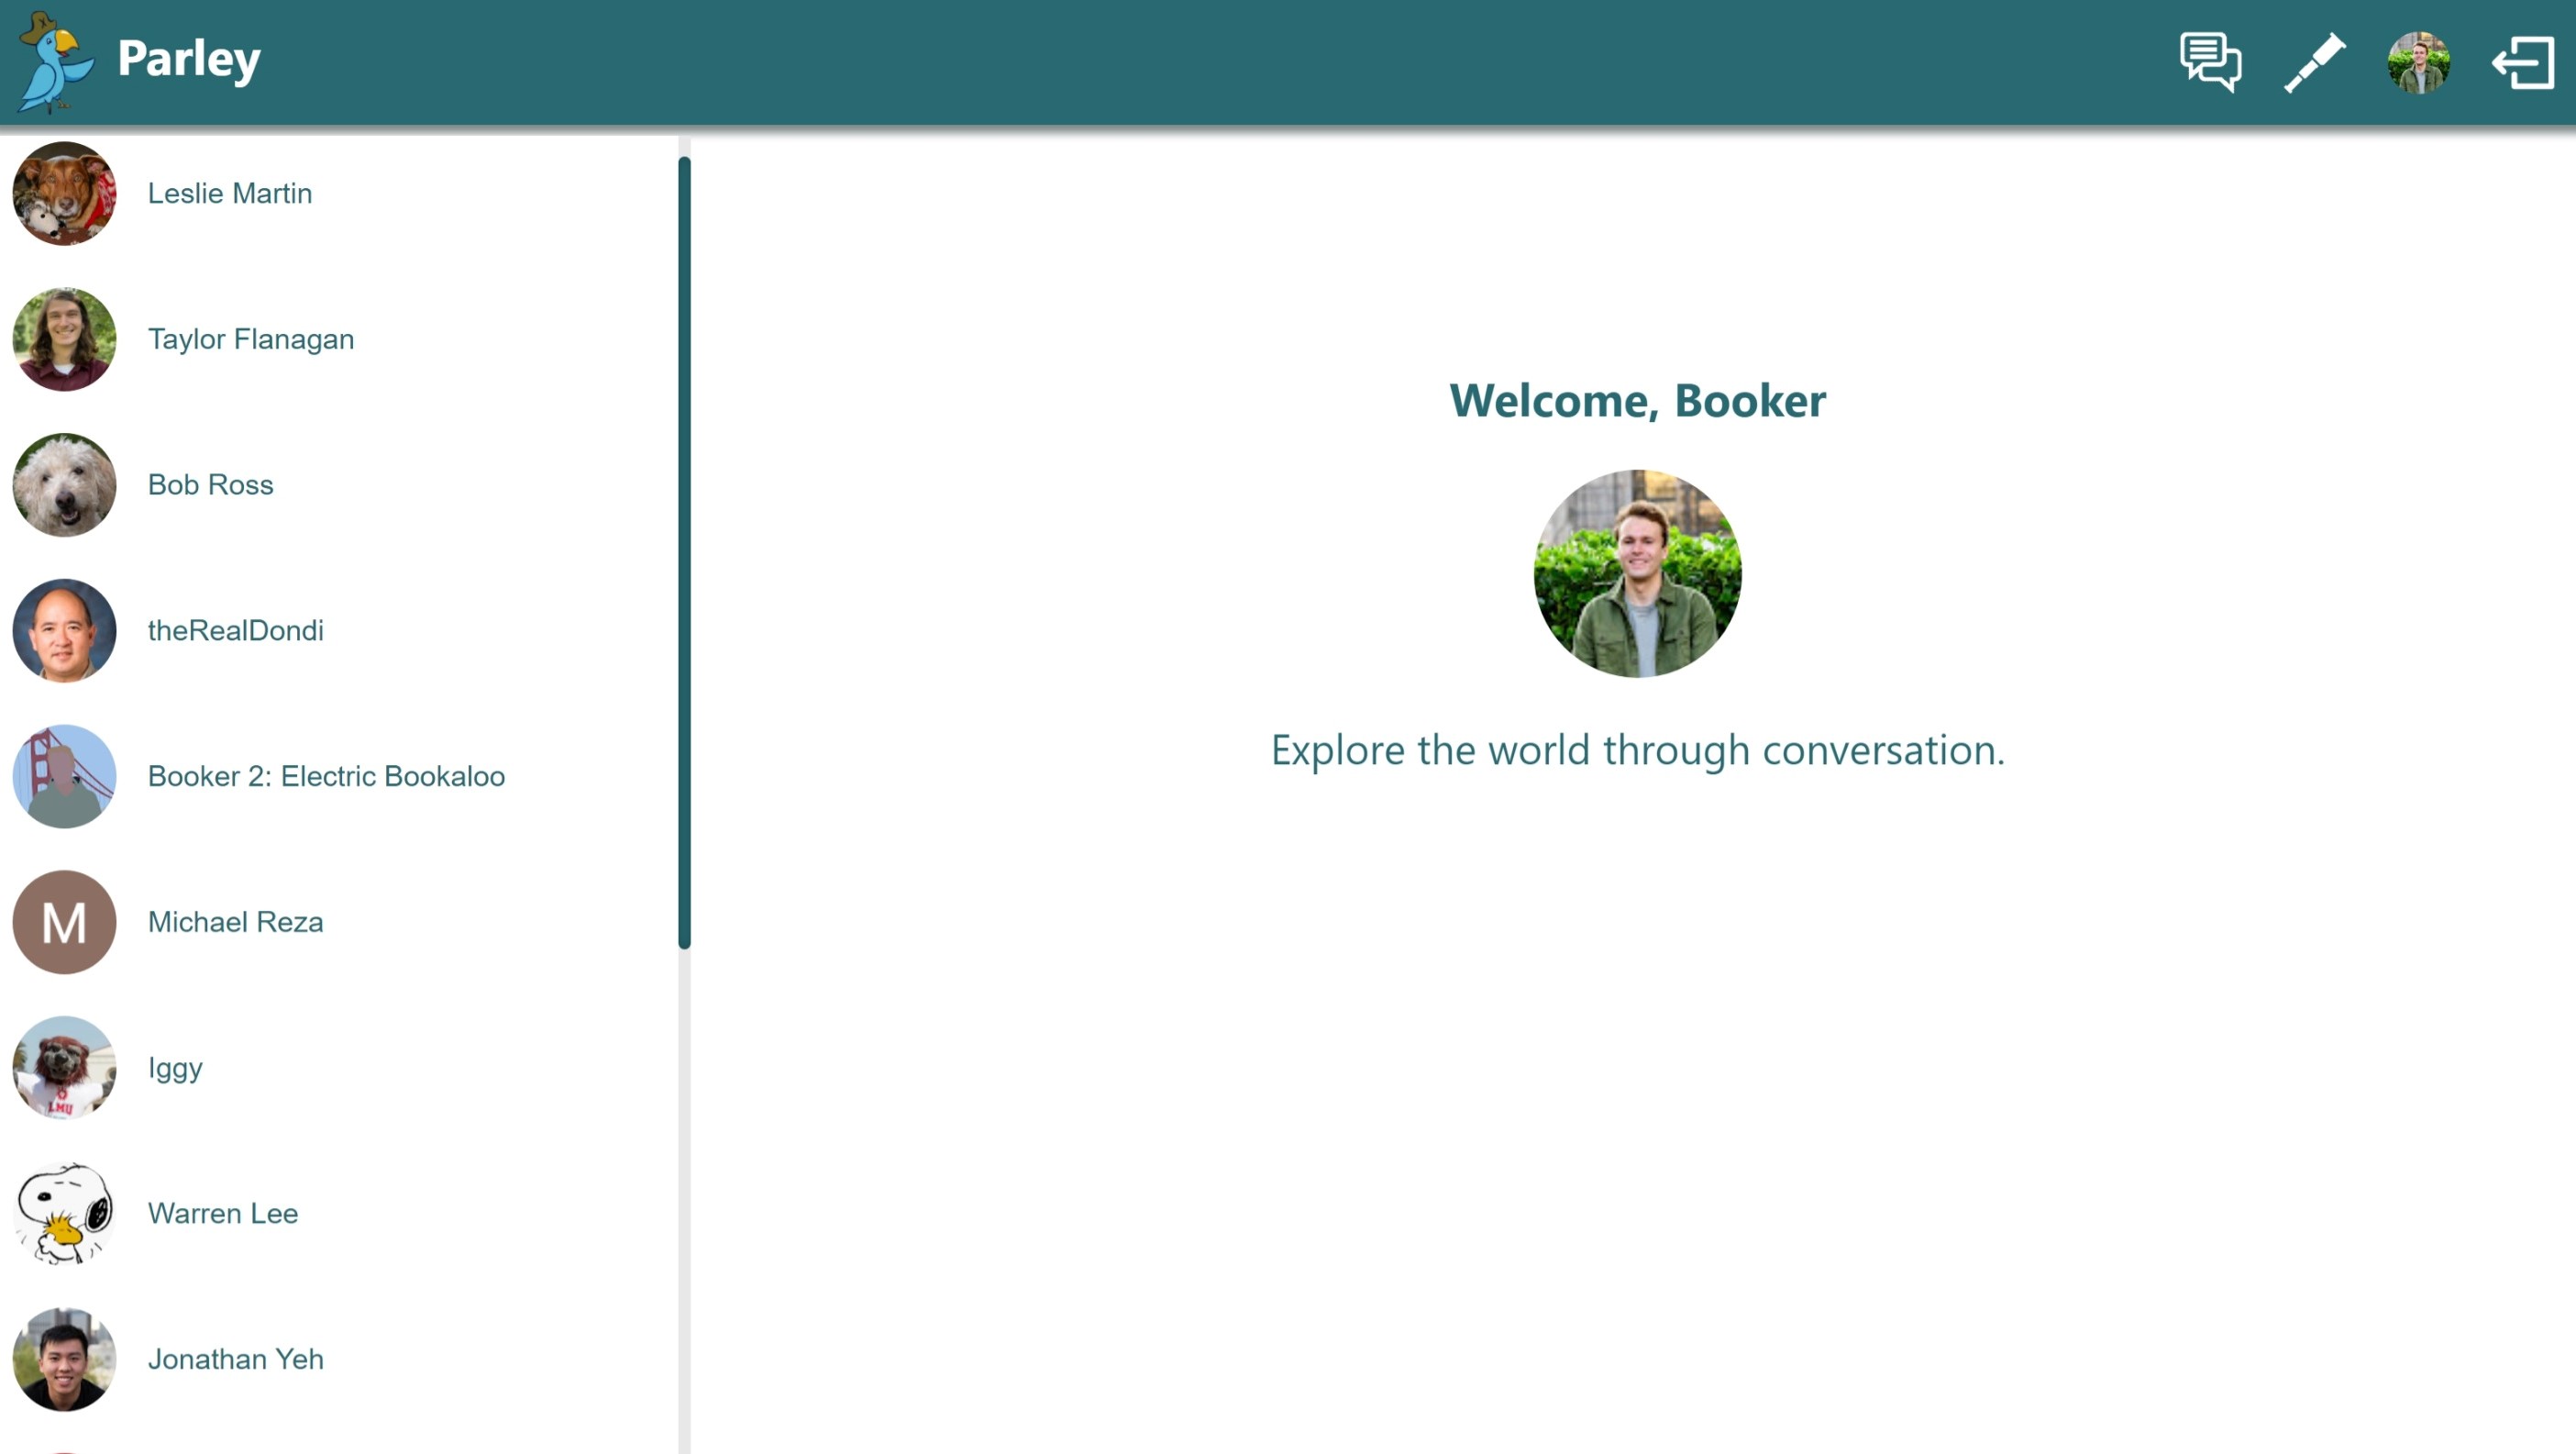 Parley
Leslie Martin
Taylor Flanagan
Bob Ross
theRealDondi
Booker 2: Electric Bookaloo
M
Michael Reza
LMU
Iggy
Warren Lee
Jonathan Yeh
Welcome, Booker
Explore the world through conversation.